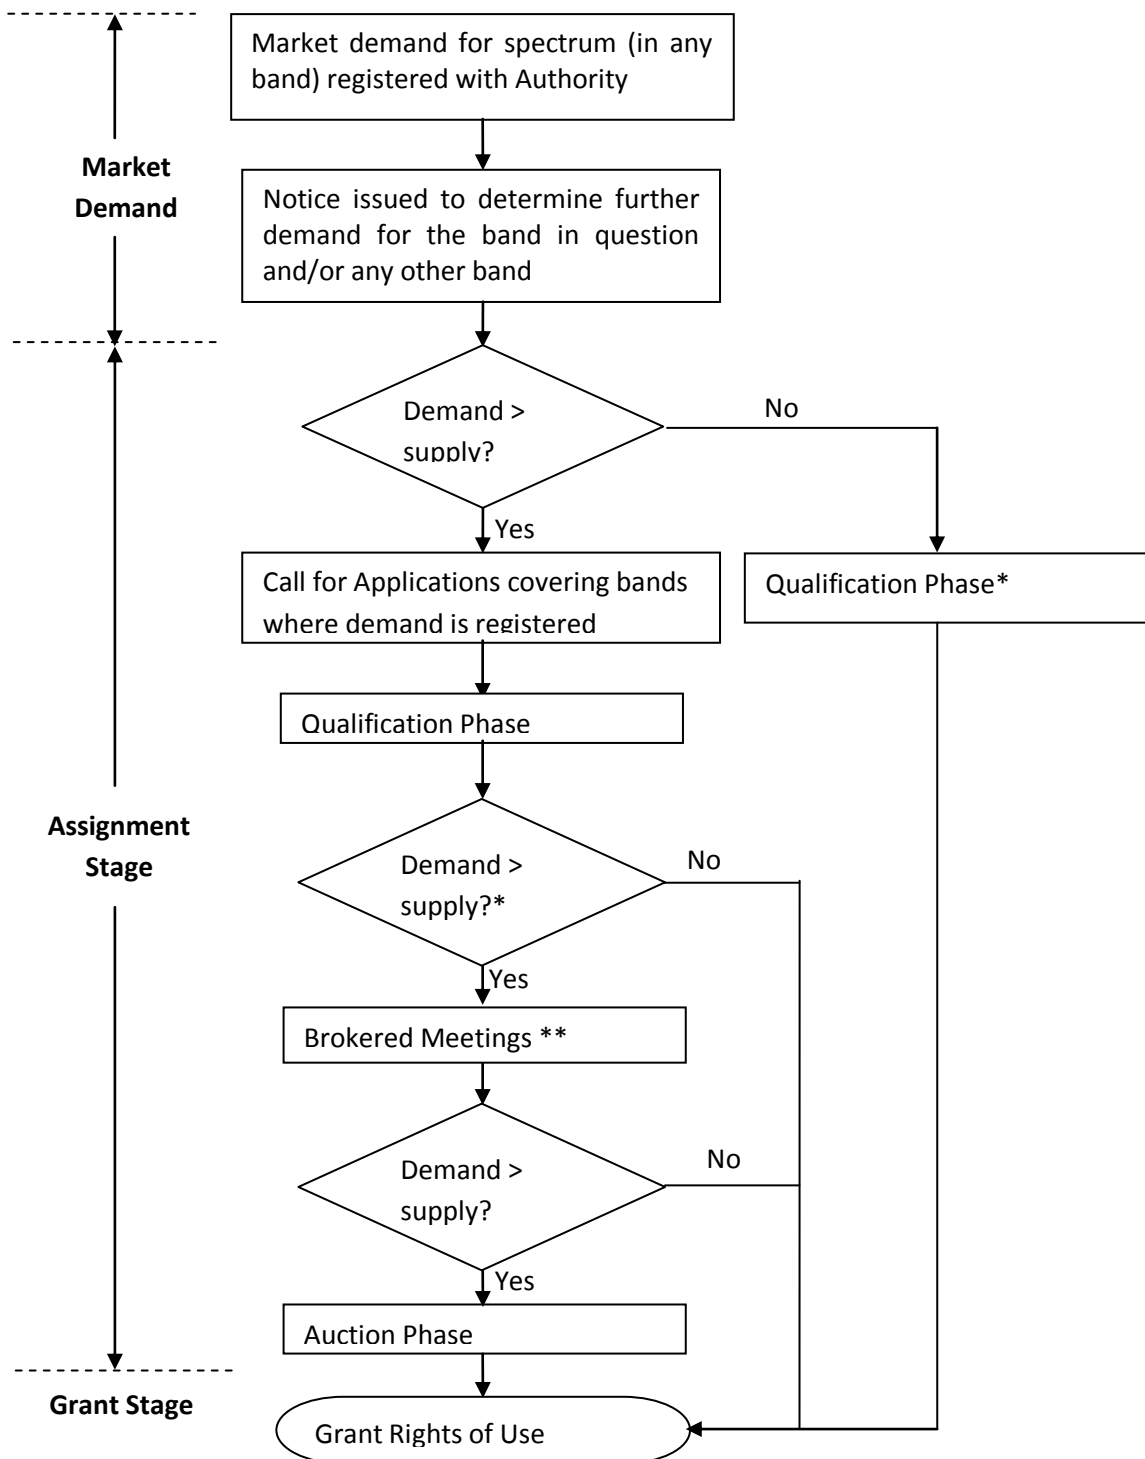 Market demand for spectrum (in any
band) registered with Authority
Market
Demand
Notice issued to determine further
demand for the band in question
and/or any other band
Demand >
supply?
No
Yes
Call for Applications covering bands
where demand is registered
Qualification Phase*
Qualification Phase
Assignment
Stage
Demand >
supply?*
No
Yes
Brokered Meetings **
Demand >
supply?
No
Yes
Auction Phase
Grant Stage
Grant Rights of Use